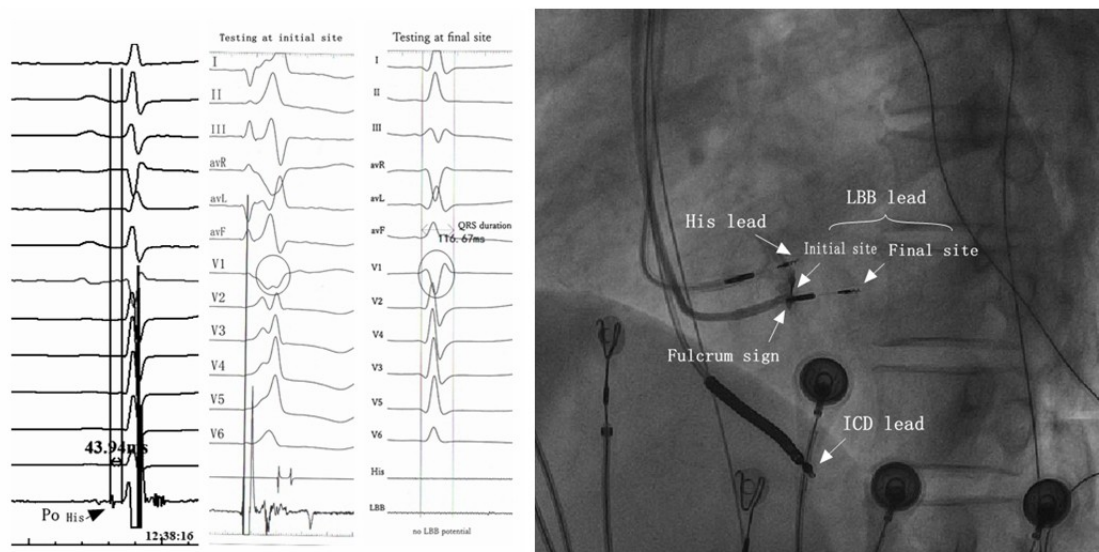 43.94ms
Po His
12:38:16
Testing at initial site
I
II
III
avR
avL
avF
V1
V2
V3
V4
V5
V6
Testing at final site
I
II
III
avR
avL
QRS duration
avF
116.67ms
V1
V2
V4
V3
V5
V6
His
LBB
no LBB potential
LBB lead
His lead
Initial site
Final site
Fulcrum sign
ICD lead